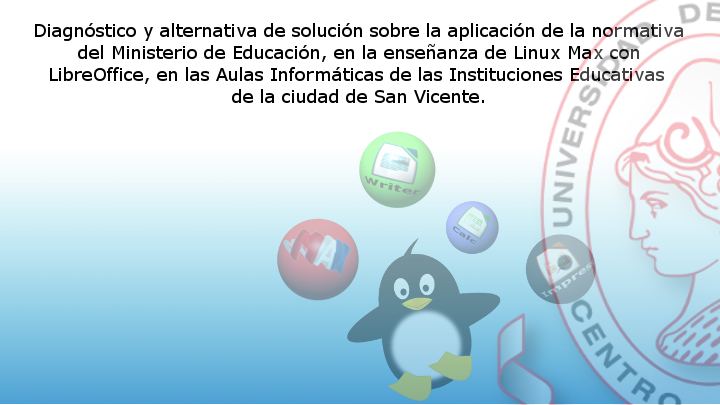 Diagnóstico y alternativa de solución sobre la aplicación de la normativa
del Ministerio de Educación, en la enseñanza de Linux Max con
LibreOffice, en las Aulas Informáticas de las Instituciones Educativas
de la ciudad de San Vicente.
Writer
Calc
Impress
UNIVERSIDAD DE
CENTRO